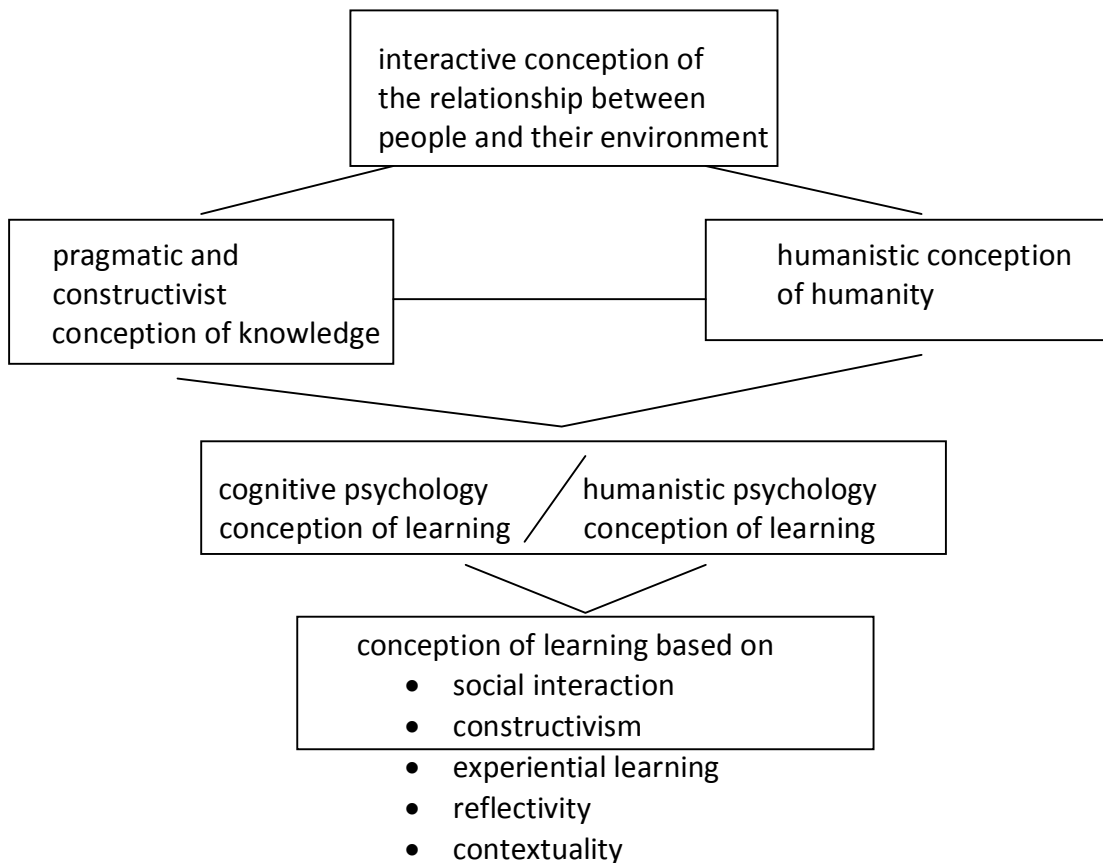 interactive conception of
the relationship between
people and their environment
pragmatic and
constructivist
conception of knowledge
humanistic conception
of humanity
cognitive psychology
conception of learning
/
humanistic psychology
conception of learning
conception of learning based on
• social interaction
• constructivism
• experiential learning
• reflectivity
• contextuality